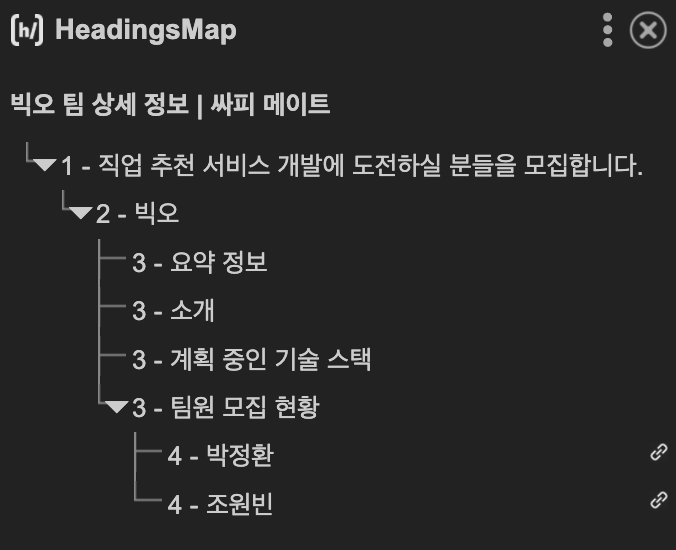 [h/] HeadingsMap
빅오 팀 상세 정보 | 싸피 메이트
1 - 직업 추천 서비스 개발에 도전하실 분들을 모집합니다.
2 - 빅오
3 - 요약 정보
3 - 소개
3 - 계획 중인 기술 스택
3 - 팀원 모집 현황
4 - 박정환
4 - 조원빈